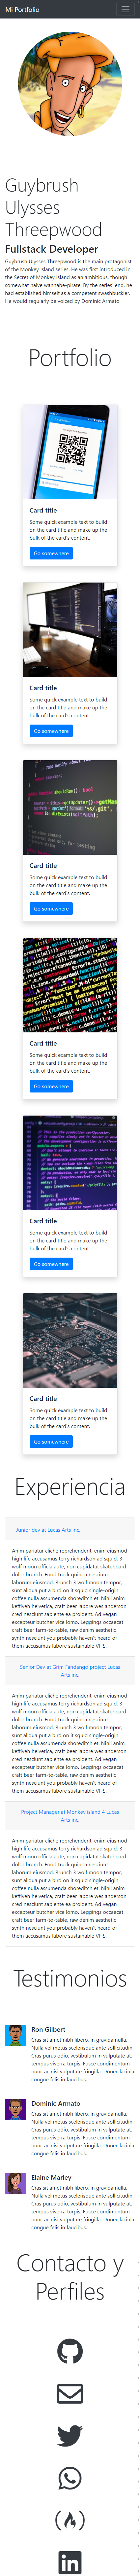 Mi Portfolio
Guybrush
Ulysses
Threepwood
Fullstack Developer
Guybrush Ulysses Threepwood is the main protagonist
of the Monkey Island series. He was first introduced in
the Secret of Monkey Island as an ambitious, though
somewhat naive wannabe-pirate. By the series' end, he
had established himself as a competent swashbuckler.
He would regularly be voiced by Dominic Armato.
Portfolio
Card title
Some quick example text to build
on the card title and make up the
bulk of the card's content.
Go somewhere
Card title
Some quick example text to build
on the card title and make up the
bulk of the card's content.
Go somewhere
Card title
Some quick example text to build
on the card title and make up the
bulk of the card's content.
Go somewhere
Card title
Some quick example text to build
on the card title and make up the
bulk of the card's content.
Go somewhere
Card title
Some quick example text to build
on the card title and make up the
bulk of the card's content.
Go somewhere
Card title
Some quick example text to build
on the card title and make up the
bulk of the card's content.
Go somewhere
Experiencia
Junior dev at Lucas Arts inc.
Anim pariatur cliche reprehenderit, enim eiusmod
high life accusamus terry richardson ad squid. 3
wolf moon officia aute, non cupidatat skateboard
dolor brunch. Food truck quinoa nesciunt
laborum eiusmod. Brunch 3 wolf moon tempor,
sunt aliqua put a bird on it squid single-origin
coffee nulla assumenda shoreditch et. Nihil anim
keffiyeh helvetica, craft beer labore wes anderson
cred nesciunt sapiente ea proident. Ad vegan
excepteur butcher vice lomo. Leggings occaecat
craft beer farm-to-table, raw denim aesthetic
synth nesciunt you probably haven't heard of
them accusamus labore sustainable VHS.
Senior Dev at Grim Fandango project Lucas
Arts inc.
Anim pariatur cliche reprehenderit, enim eiusmod
high life accusamus terry richardson ad squid. 3
wolf moon officia aute, non cupidatat skateboard
dolor brunch. Food truck quinoa nesciunt
laborum eiusmod. Brunch 3 wolf moon tempor,
sunt aliqua put a bird on it squid single-origin
coffee nulla assumenda shoreditch et. Nihil anim
keffiyeh helvetica, craft beer labore wes anderson
cred nesciunt sapiente ea proident. Ad vegan
excepteur butcher vice lomo. Leggings occaecat
craft beer farm-to-table, raw denim aesthetic
synth nesciunt you probably haven't heard of
them accusamus labore sustainable VHS.
Project Manager at Monkey island 4 Lucas
Arts inc.
Anim pariatur cliche reprehenderit, enim eiusmod
high life accusamus terry richardson ad squid. 3
wolf moon officia aute, non cupidatat skateboard
dolor brunch. Food truck quinoa nesciunt
laborum eiusmod. Brunch 3 wolf moon tempor,
sunt aliqua put a bird on it squid single-origin
coffee nulla assumenda shoreditch et. Nihil anim
keffiyeh helvetica, craft beer labore wes anderson
cred nesciunt sapiente ea proident. Ad vegan
excepteur butcher vice lomo. Leggings occaecat
craft beer farm-to-table, raw denim aesthetic
synth nesciunt you probably haven't heard of
them accusamus labore sustainable VHS.
Testimonios
Ron Gilbert
Cras sit amet nibh libero, in gravida nulla.
Nulla vel metus scelerisque ante sollicitudin.
Cras purus odio, vestibulum in vulputate at,
tempus viverra turpis. Fusce condimentum
nunc ac nisi vulputate fringilla. Donec lacinia
congue felis in faucibus.
Dominic Armato
Cras sit amet nibh libero, in gravida nulla.
Nulla vel metus scelerisque ante sollicitudin.
Cras purus odio, vestibulum in vulputate at,
tempus viverra turpis. Fusce condimentum
nunc ac nisi vulputate fringilla. Donec lacinia
congue felis in faucibus.
Elaine Marley
Cras sit amet nibh libero, in gravida nulla.
Nulla vel metus scelerisque ante sollicitudin.
Cras purus odio, vestibulum in vulputate at,
tempus viverra turpis. Fusce condimentum
nunc ac nisi vulputate fringilla. Donec lacinia
congue felis in faucibus.
Contacto y
Perfiles